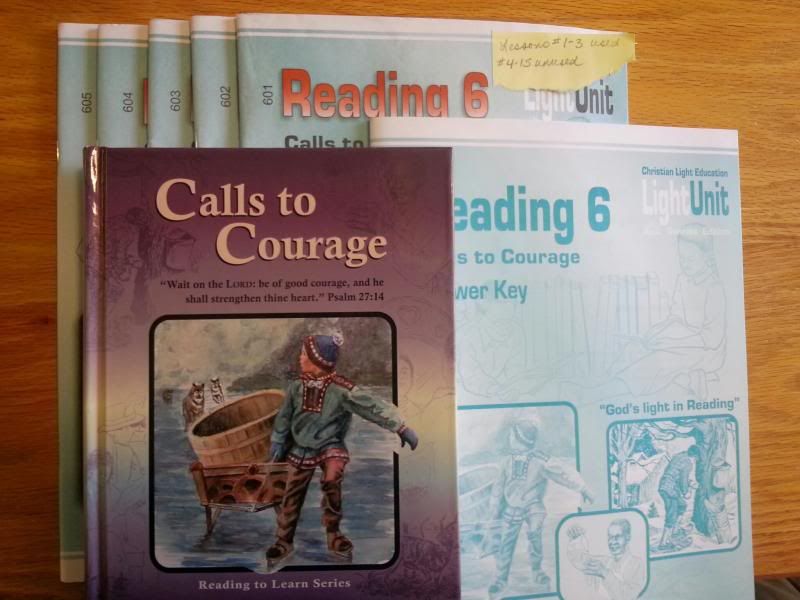 605
604
603
602
601
Reading 6
Calls to
Lessons #1-3 used
#4-15 unused
LightUnit
Calls to
Courage
"Wait on the LORD: be of good courage, and he
shall strengthen thine heart." Psalm 27:14
Reading to Learn Series
Christian Light Education
LightUnit
Edition
eading 6
s to Courage
wer Key
"God's light in Reading"